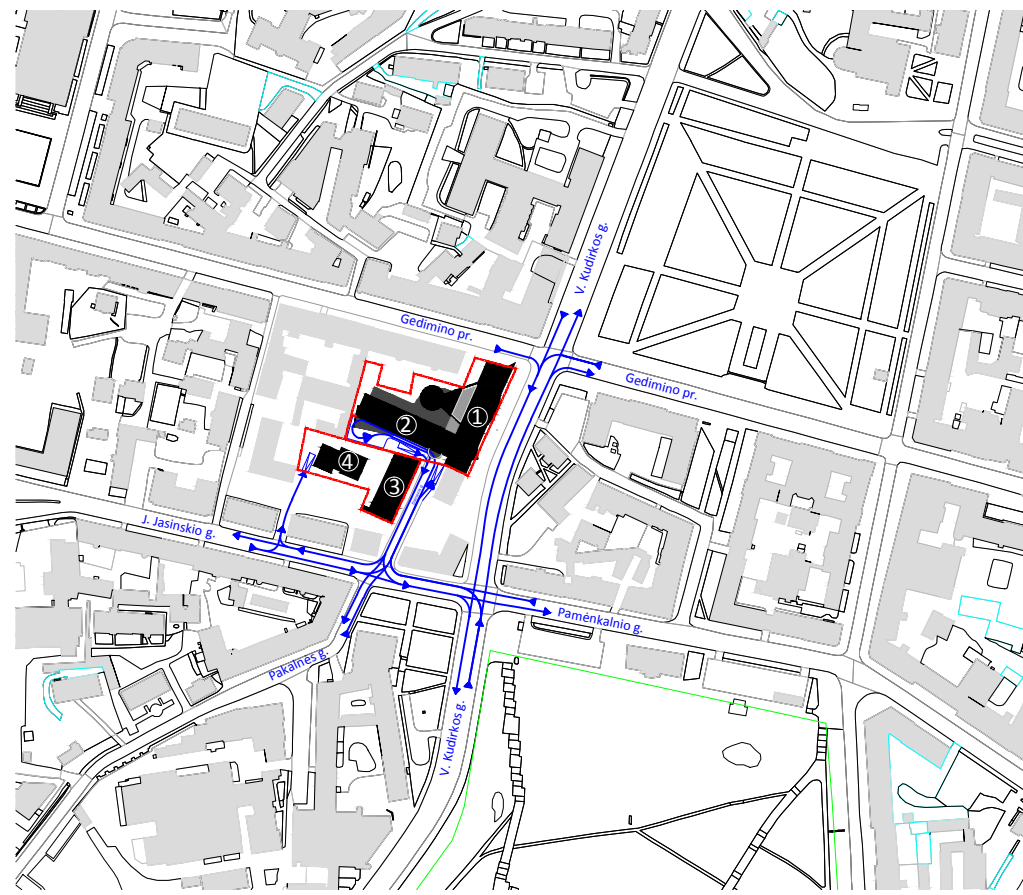 V. Kudirkos g.
Gedimino pr.
Gedimino pr.
①
②
④
③
J. Jasinskio g.
Pamėnkalnio g.
Pakalnės g.
V. Kudirkos g.